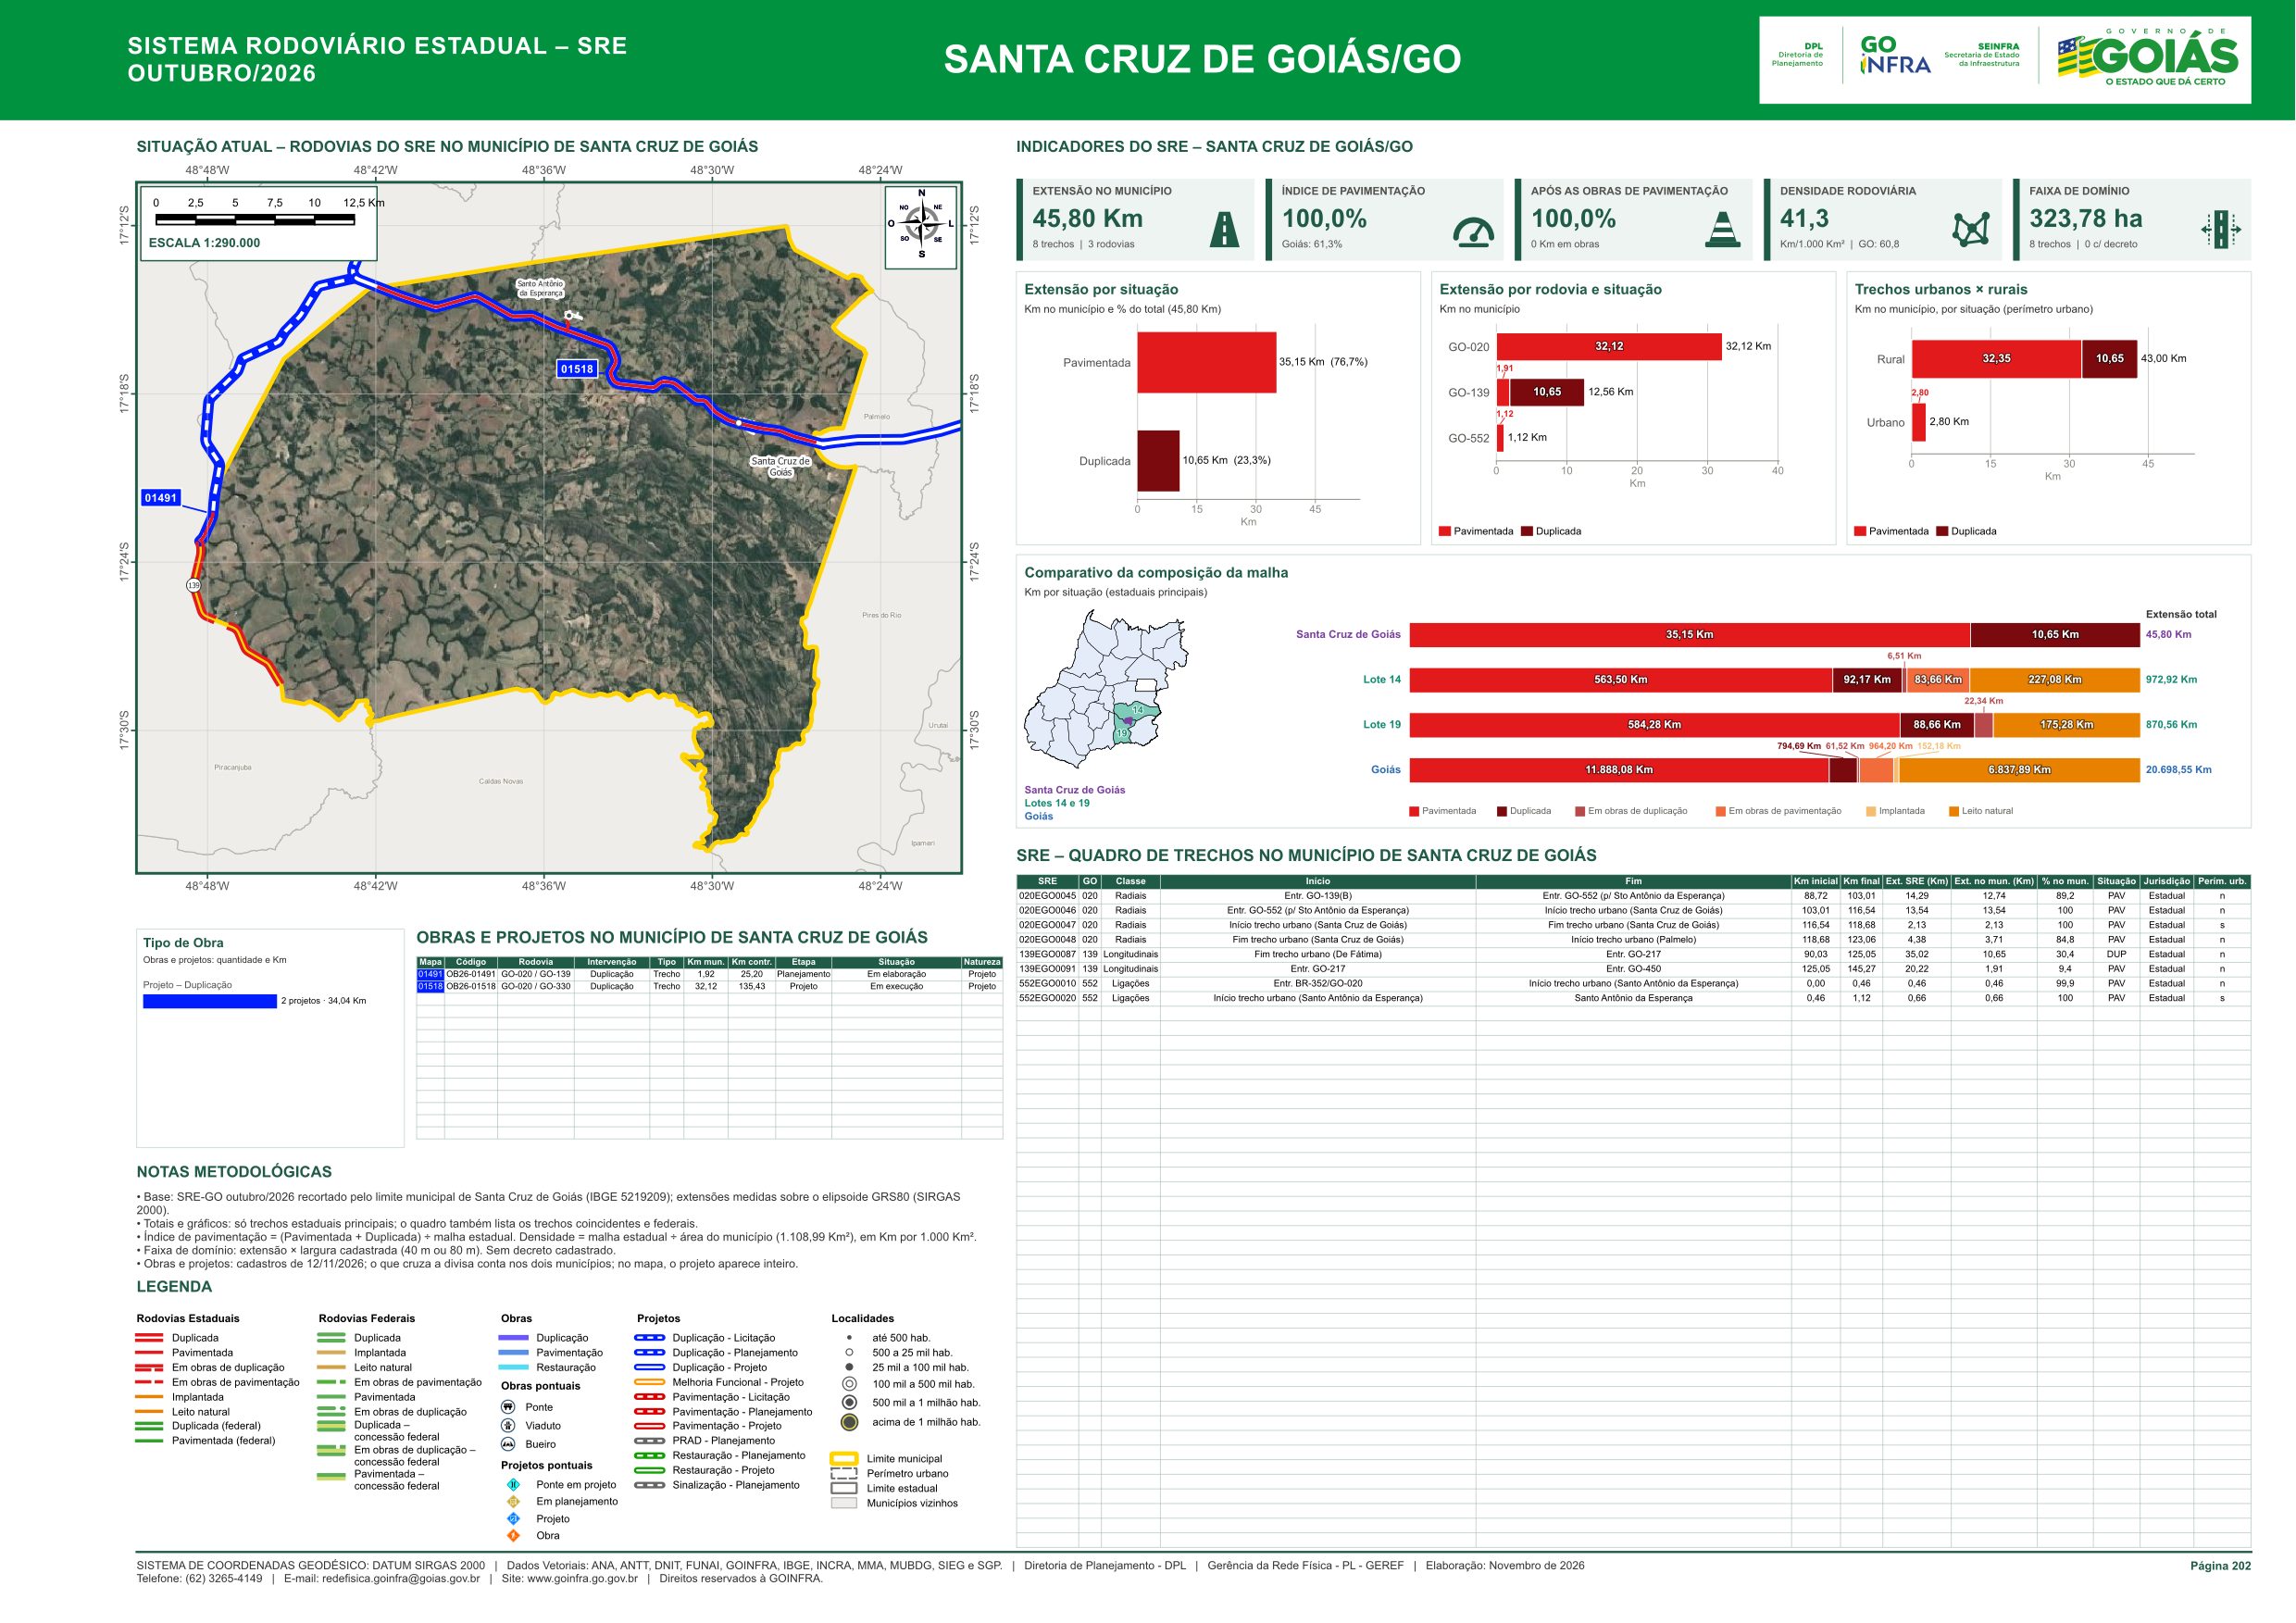 SISTEMA RODOVIÁRIO ESTADUAL – SRE
OUTUBRO/2026
SANTA CRUZ DE GOIÁS/GO
DPL
Diretoria de
Planejamento
GO
INFRA
SEINFRA
Secretaria de Estado
da Infraestrutura
GOVERNO DE
GOIÁS
O ESTADO QUE DÁ CERTO
SITUAÇÃO ATUAL – RODOVIAS DO SRE NO MUNICÍPIO DE SANTA CRUZ DE GOIÁS
48°48'W 48°42'W 48°36'W 48°30'W 48°24'W
0 2,5 5 7,5 10 12,5 Km
ESCALA 1:290.000
N
NO NE
O L
SO SE
S
17°12'S 17°12'S
Santo Antônio
da Esperança
01518
17°18'S 17°18'S
Palmelo
Santa Cruz de
Goiás
01491
17°24'S 17°24'S
139
Pires do Rio
17°30'S 17°30'S
Urutaí
Piracanjuba
Caldas Novas
Ipameri
48°48'W 48°42'W 48°36'W 48°30'W 48°24'W
Tipo de Obra
Obras e projetos: quantidade e Km
Projeto – Duplicação
2 projetos · 34,04 Km
OBRAS E PROJETOS NO MUNICÍPIO DE SANTA CRUZ DE GOIÁS
Mapa Código Rodovia Intervenção Tipo Km mun. Km contr. Etapa Situação Natureza
01491 OB26-01491 GO-020 / GO-139 Duplicação Trecho 1,92 25,20 Planejamento Em elaboração Projeto
01518 OB26-01518 GO-020 / GO-330 Duplicação Trecho 32,12 135,43 Projeto Em execução Projeto
NOTAS METODOLÓGICAS
• Base: SRE-GO outubro/2026 recortado pelo limite municipal de Santa Cruz de Goiás (IBGE 5219209); extensões medidas sobre o elipsoide GRS80 (SIRGAS
2000).
• Totais e gráficos: só trechos estaduais principais; o quadro também lista os trechos coincidentes e federais.
• Índice de pavimentação = (Pavimentada + Duplicada) ÷ malha estadual. Densidade = malha estadual ÷ área do município (1.108,99 Km²), em Km por 1.000 Km².
• Faixa de domínio: extensão × largura cadastrada (40 m ou 80 m). Sem decreto cadastrado.
• Obras e projetos: cadastros de 12/11/2026; o que cruza a divisa conta nos dois municípios; no mapa, o projeto aparece inteiro.
LEGENDA
Rodovias Estaduais
Duplicada
Pavimentada
Em obras de duplicação
Em obras de pavimentação
Implantada
Leito natural
Duplicada (federal)
Pavimentada (federal)
Rodovias Federais
Duplicada
Implantada
Leito natural
Em obras de pavimentação
Pavimentada
Em obras de duplicação
Duplicada –
concessão federal
Em obras de duplicação –
concessão federal
Pavimentada –
concessão federal
Obras
Duplicação
Pavimentação
Restauração
Obras pontuais
Ponte
Viaduto
Bueiro
Projetos pontuais
Ponte em projeto
Em planejamento
Projeto
Obra
Projetos
Duplicação - Licitação
Duplicação - Planejamento
Duplicação - Projeto
Melhoria Funcional - Projeto
Pavimentação - Licitação
Pavimentação - Planejamento
Pavimentação - Projeto
PRAD - Planejamento
Restauração - Planejamento
Restauração - Projeto
Sinalização - Planejamento
Localidades
até 500 hab.
500 a 25 mil hab.
25 mil a 100 mil hab.
100 mil a 500 mil hab.
500 mil a 1 milhão hab.
acima de 1 milhão hab.
Limite municipal
Perímetro urbano
Limite estadual
Municípios vizinhos
INDICADORES DO SRE – SANTA CRUZ DE GOIÁS/GO
EXTENSÃO NO MUNICÍPIO
45,80 Km
8 trechos | 3 rodovias
ÍNDICE DE PAVIMENTAÇÃO
100,0%
Goiás: 61,3%
APÓS AS OBRAS DE PAVIMENTAÇÃO
100,0%
0 Km em obras
DENSIDADE RODOVIÁRIA
41,3
Km/1.000 Km² | GO: 60,8
FAIXA DE DOMÍNIO
323,78 ha
8 trechos | 0 c/ decreto
Extensão por situação
Km no município e % do total (45,80 Km)
Pavimentada 35,15 Km (76,7%)
Duplicada 10,65 Km (23,3%)
0 15 30 45
Km
Extensão por rodovia e situação
Km no município
GO-020 32,12 32,12 Km
1,91
GO-139 10,65 12,56 Km
1,12
GO-552 1,12 Km
0 10 20 30 40
Km
Pavimentada Duplicada
Trechos urbanos × rurais
Km no município, por situação (perímetro urbano)
Rural 32,35 10,65 43,00 Km
2,80
Urbano 2,80 Km
0 15 30 45
Km
Pavimentada Duplicada
Comparativo da composição da malha
Km por situação (estaduais principais)
14
19
Santa Cruz de Goiás
Lotes 14 e 19
Goiás
Extensão total
Santa Cruz de Goiás 35,15 Km 10,65 Km 45,80 Km
6,51 Km
Lote 14 563,50 Km 92,17 Km 83,66 Km 227,08 Km 972,92 Km
22,34 Km
Lote 19 584,28 Km 88,66 Km 175,28 Km 870,56 Km
794,69 Km 61,52 Km 964,20 Km 152,18 Km
Goiás 11.888,08 Km 6.837,89 Km 20.698,55 Km
Pavimentada Duplicada Em obras de duplicação Em obras de pavimentação Implantada Leito natural
SRE – QUADRO DE TRECHOS NO MUNICÍPIO DE SANTA CRUZ DE GOIÁS
SRE GO Classe Início Fim Km inicial Km final Ext. SRE (Km) Ext. no mun. (Km) % no mun. Situação Jurisdição Perím. urb.
020EGO0045 020 Radiais Entr. GO-139(B) Entr. GO-552 (p/ Sto Antônio da Esperança) 88,72 103,01 14,29 12,74 89,2 PAV Estadual n
020EGO0046 020 Radiais Entr. GO-552 (p/ Sto Antônio da Esperança) Início trecho urbano (Santa Cruz de Goiás) 103,01 116,54 13,54 13,54 100 PAV Estadual n
020EGO0047 020 Radiais Início trecho urbano (Santa Cruz de Goiás) Fim trecho urbano (Santa Cruz de Goiás) 116,54 118,68 2,13 2,13 100 PAV Estadual s
020EGO0048 020 Radiais Fim trecho urbano (Santa Cruz de Goiás) Início trecho urbano (Palmelo) 118,68 123,06 4,38 3,71 84,8 PAV Estadual n
139EGO0087 139 Longitudinais Fim trecho urbano (De Fátima) Entr. GO-217 90,03 125,05 35,02 10,65 30,4 DUP Estadual n
139EGO0091 139 Longitudinais Entr. GO-217 Entr. GO-450 125,05 145,27 20,22 1,91 9,4 PAV Estadual n
552EGO0010 552 Ligações Entr. BR-352/GO-020 Início trecho urbano (Santo Antônio da Esperança) 0,00 0,46 0,46 0,46 99,9 PAV Estadual n
552EGO0020 552 Ligações Início trecho urbano (Santo Antônio da Esperança) Santo Antônio da Esperança 0,46 1,12 0,66 0,66 100 PAV Estadual s
SISTEMA DE COORDENADAS GEODÉSICO: DATUM SIRGAS 2000 | Dados Vetoriais: ANA, ANTT, DNIT, FUNAI, GOINFRA, IBGE, INCRA, MMA, MUBDG, SIEG e SGP. | Diretoria de Planejamento - DPL | Gerência da Rede Física - PL - GEREF | Elaboração: Novembro de 2026
Página 202
Telefone: (62) 3265-4149 | E-mail: redefisica.goinfra@goias.gov.br | Site: www.goinfra.go.gov.br | Direitos reservados à GOINFRA.